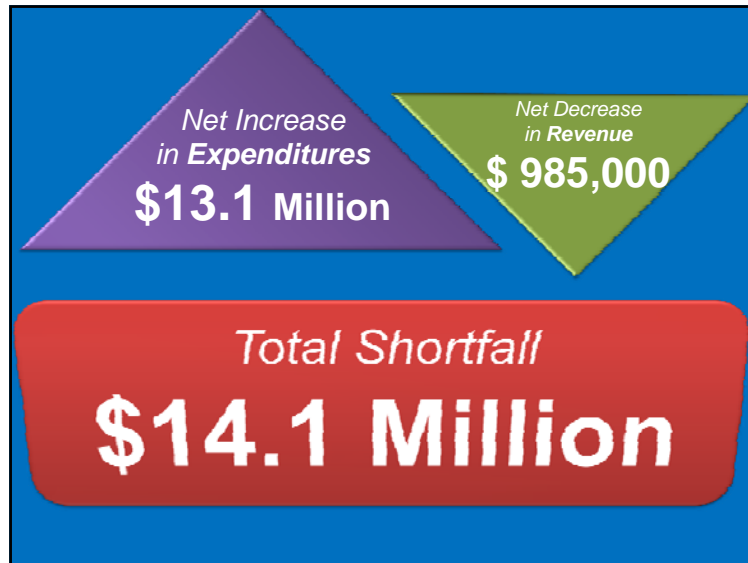 Net Increase
in Expenditures
$13.1 Million
Net Decrease
in Revenue
$ 985,000
Total Shortfall
$14.1 Million